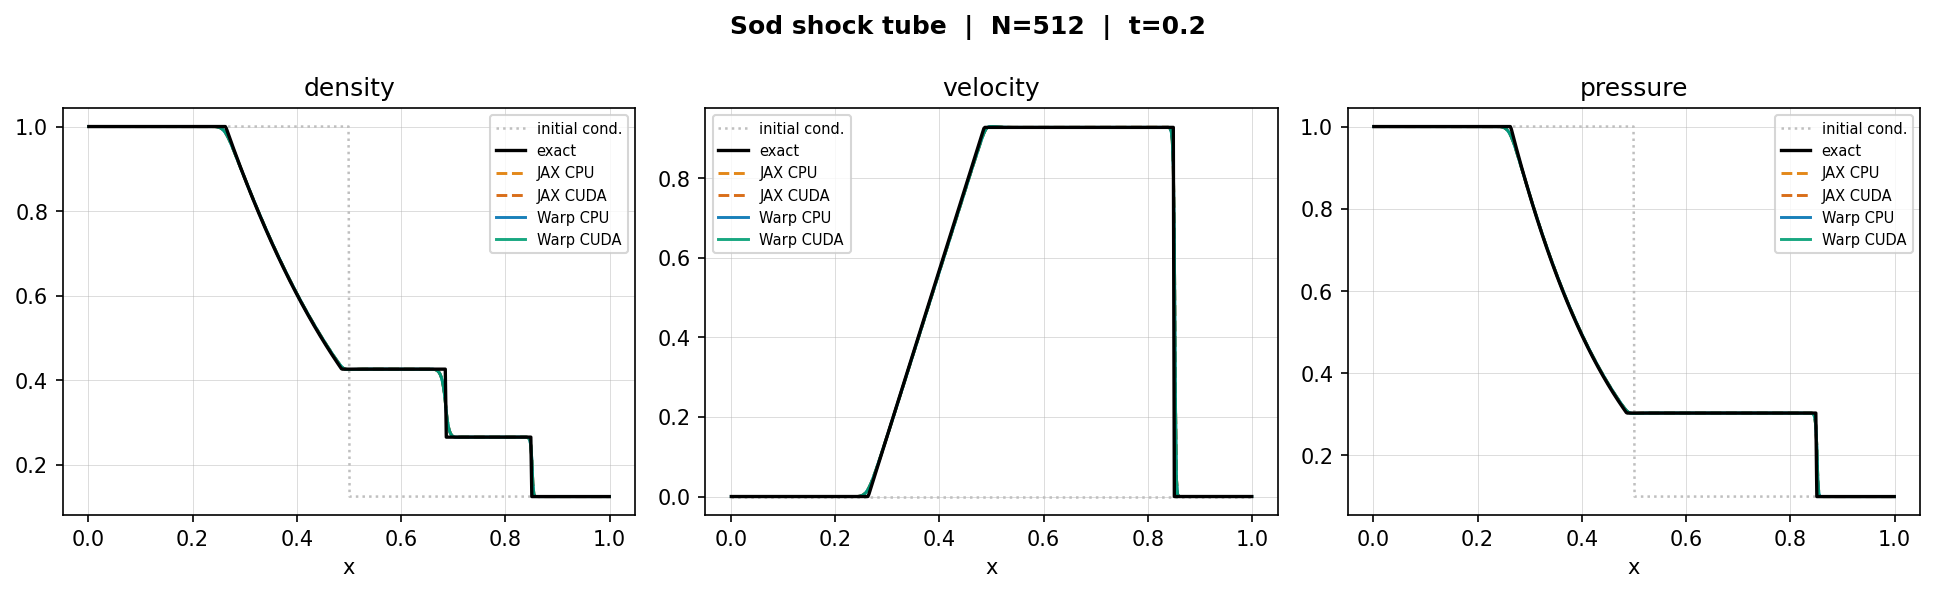 Sod shock tube | N=512 | t=0.2
density
1.0
0.8
0.6
0.4
0.2
0.0 0.2 0.4 0.6 0.8 1.0
x
initial cond.
exact
JAX CPU
JAX CUDA
Warp CPU
Warp CUDA
velocity
0.8
0.6
0.4
0.2
0.0
0.0 0.2 0.4 0.6 0.8 1.0
x
initial cond.
exact
JAX CPU
JAX CUDA
Warp CPU
Warp CUDA
pressure
1.0
0.8
0.6
0.4
0.2
0.0 0.2 0.4 0.6 0.8 1.0
x
initial cond.
exact
JAX CPU
JAX CUDA
Warp CPU
Warp CUDA